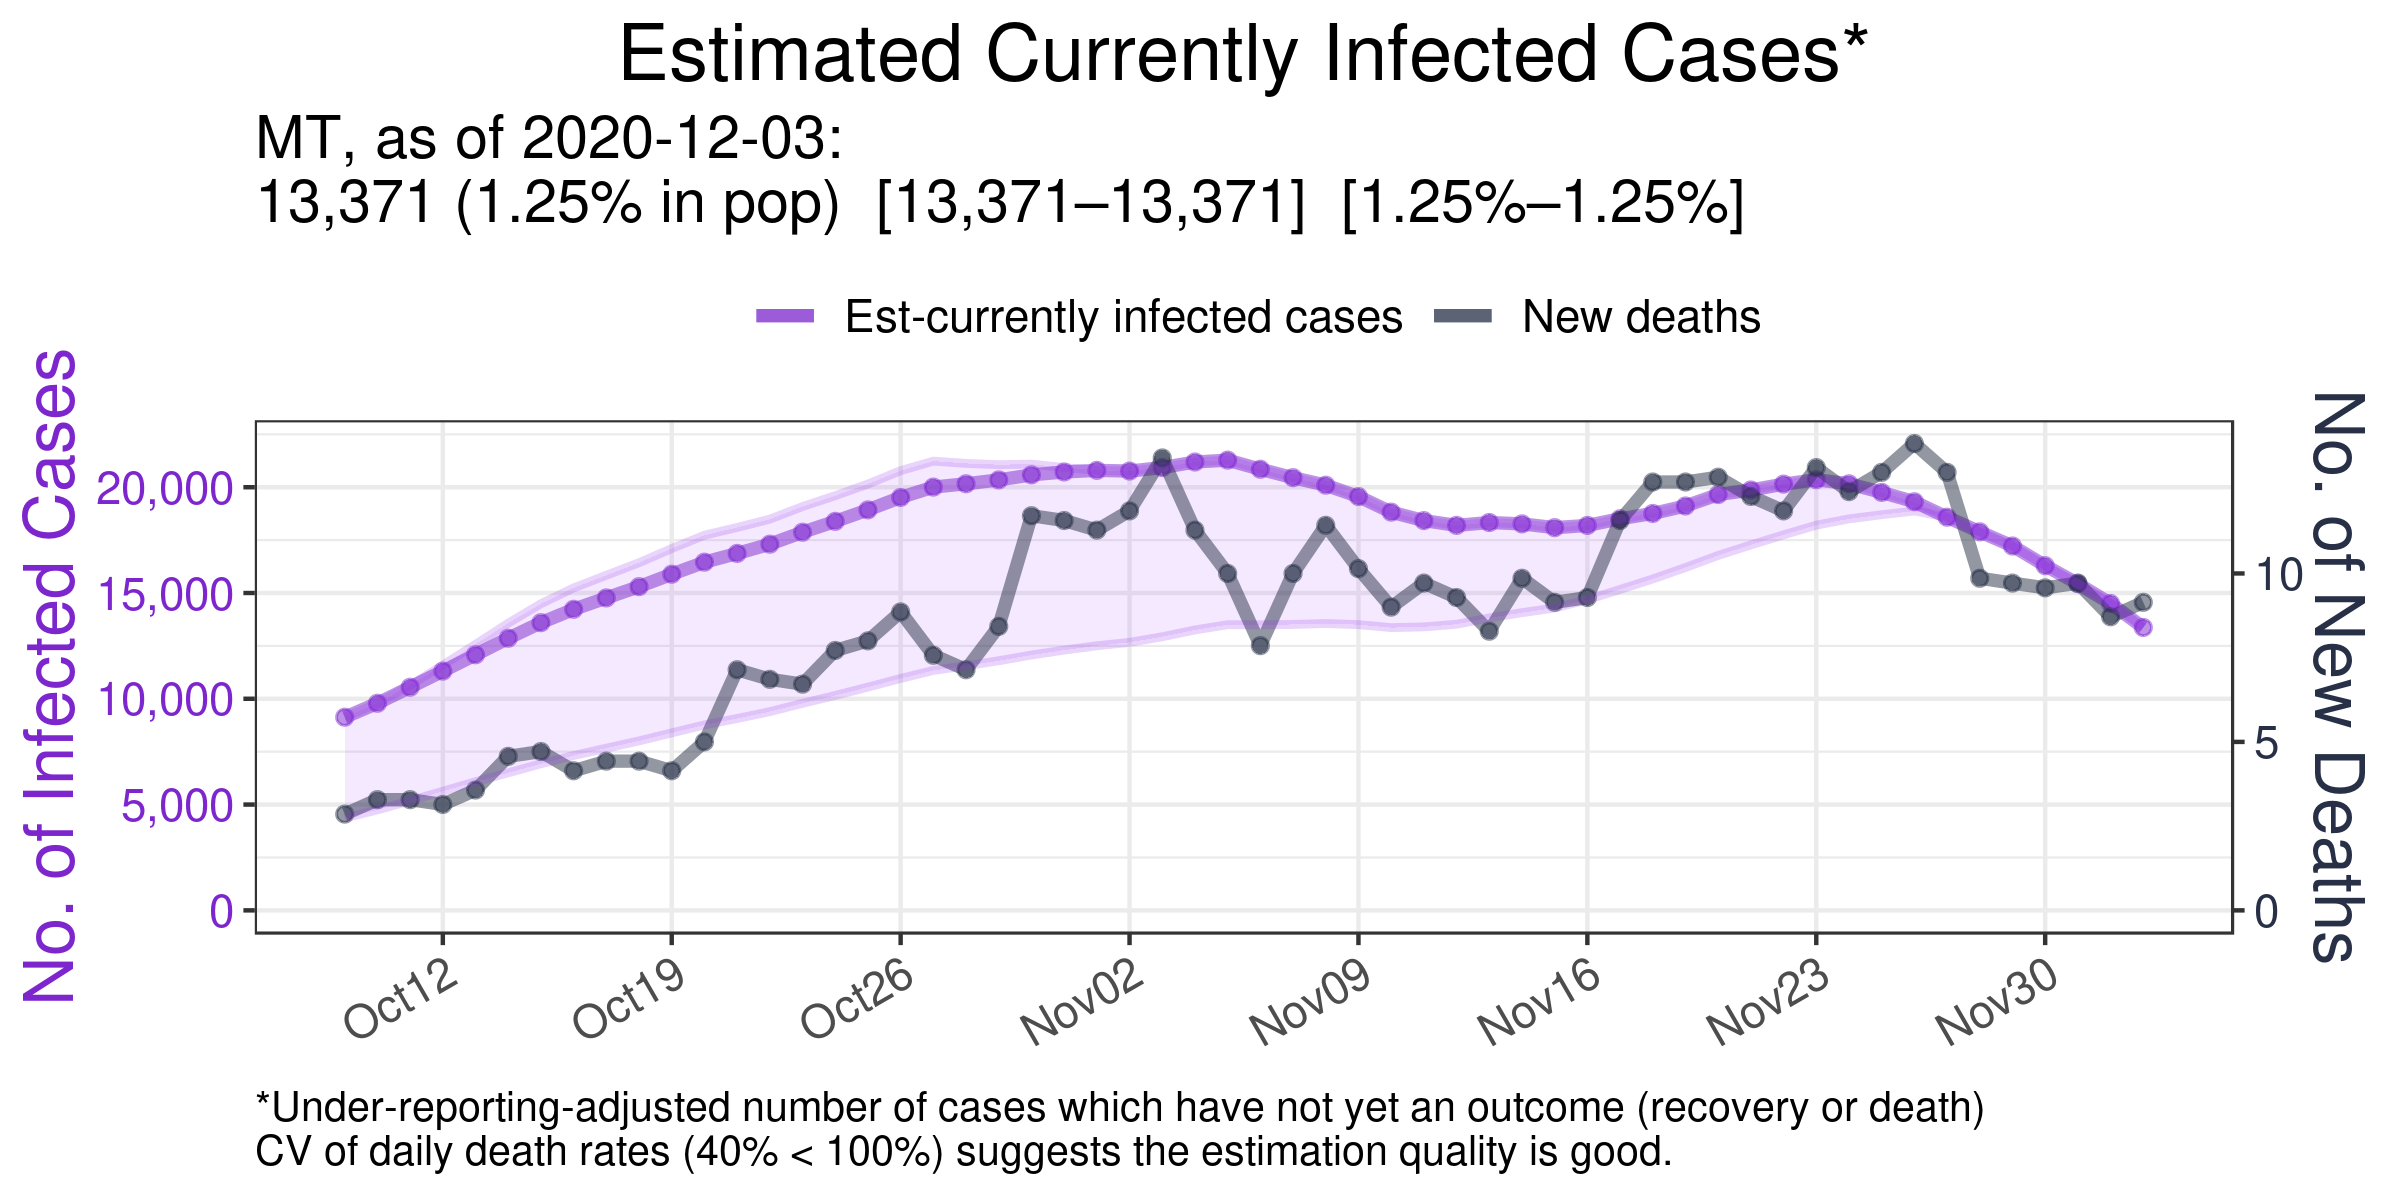 Estimated Currently Infected Cases*
MT, as of 2020-12-03:
13,371 (1.25% in pop)  [13,371–13,371]  [1.25%–1.25%]
Est-currently infected cases
New deaths
No. of Infected Cases
20,000
15,000
10,000
5,000
0
No. of New Deaths
10
5
0
Oct12
Oct19
Oct26
Nov02
Nov09
Nov16
Nov23
Nov30
*Under-reporting-adjusted number of cases which have not yet an outcome (recovery or death)
CV of daily death rates (40% < 100%) suggests the estimation quality is good.